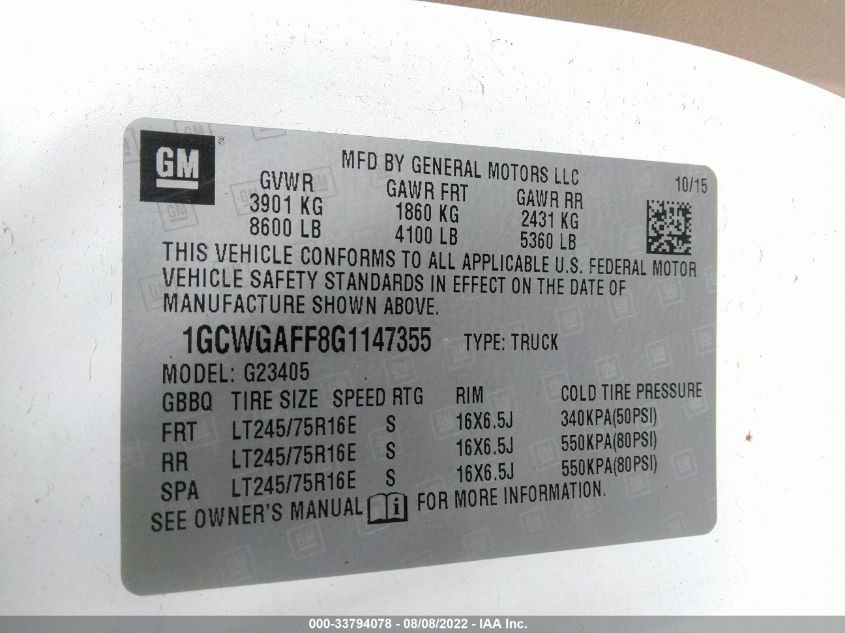 GM ®
MFD BY GENERAL MOTORS LLC
10/15
GVWR GAWR FRT GAWR RR
3901 KG 1860 KG 2431 KG
8600 LB 4100 LB 5360 LB
THIS VEHICLE CONFORMS TO ALL APPLICABLE U.S. FEDERAL MOTOR
VEHICLE SAFETY STANDARDS IN EFFECT ON THE DATE OF
MANUFACTURE SHOWN ABOVE.
1GCWGAFF8G1147355 TYPE: TRUCK
MODEL: G23405
GBBQ TIRE SIZE SPEED RTG RIM COLD TIRE PRESSURE
FRT LT245/75R16E S 16X6.5J 340KPA(50PSI)
RR LT245/75R16E S 16X6.5J 550KPA(80PSI)
SPA LT245/75R16E S 16X6.5J 550KPA(80PSI)
SEE OWNER'S MANUAL i FOR MORE INFORMATION.
000-33794078 - 08/08/2022 - IAA Inc.